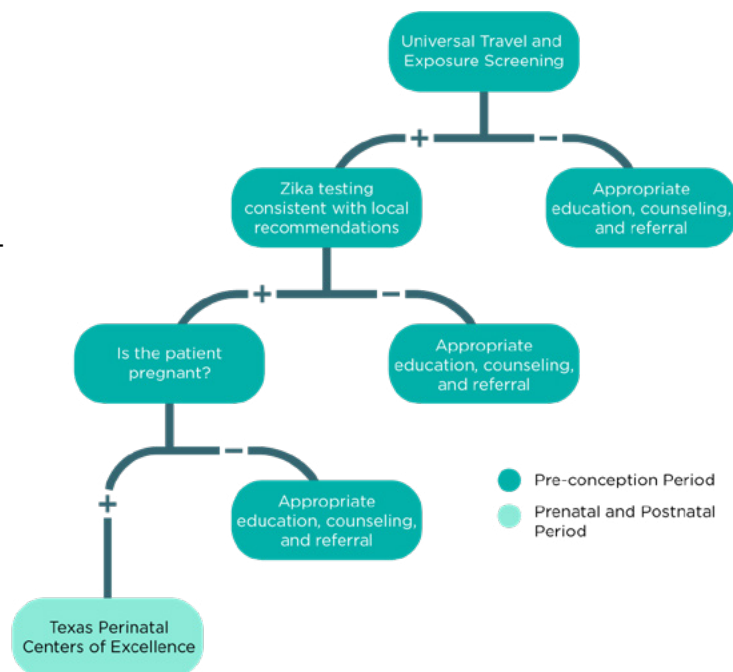 Universal Travel and
Exposure Screening
+
−
Zika testing
consistent with local
recommendations
Appropriate
education, counseling,
and referral
+
−
Is the patient
pregnant?
Appropriate
education, counseling,
and referral
+
−
Appropriate
education, counseling,
and referral
Pre-conception Period
Prenatal and Postnatal
Period
Texas Perinatal
Centers of Excellence